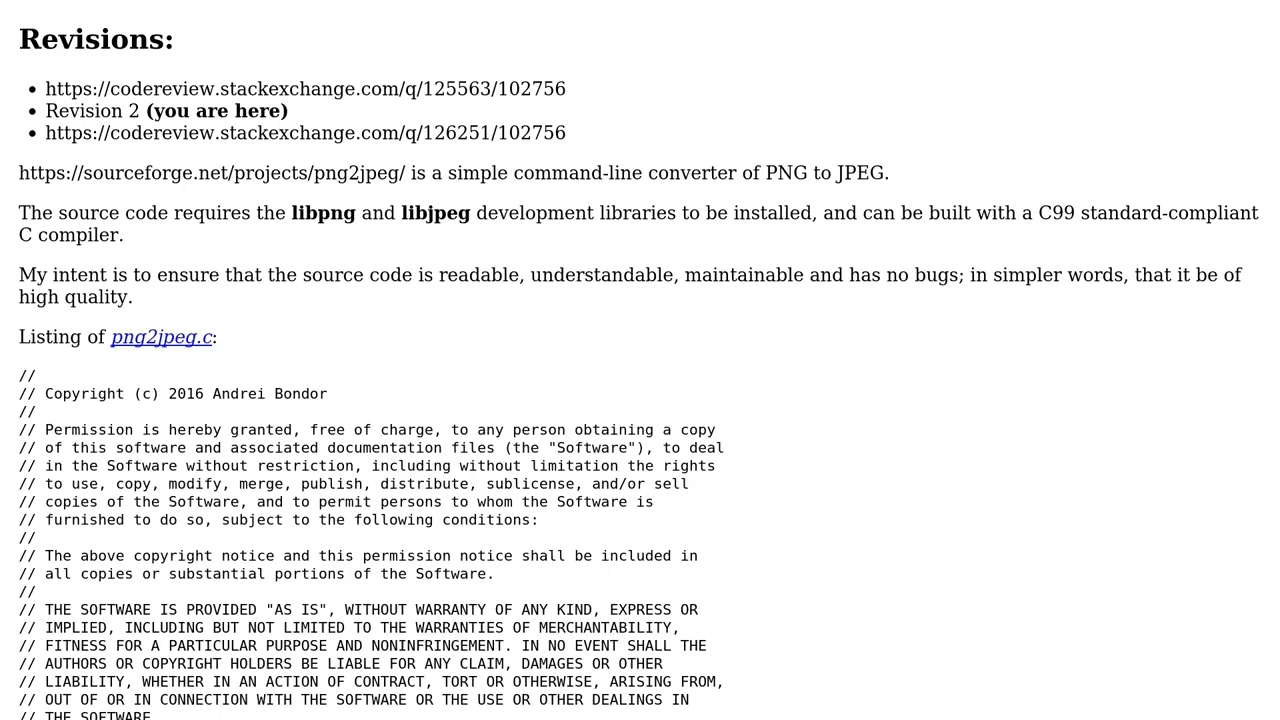 Revisions:
• https://codereview.stackexchange.com/q/125563/102756
• Revision 2 (you are here)
• https://codereview.stackexchange.com/q/126251/102756
https://sourceforge.net/projects/png2jpeg/ is a simple command-line converter of PNG to JPEG.
The source code requires the libpng and libjpeg development libraries to be installed, and can be built with a C99 standard-compliant
C compiler.
My intent is to ensure that the source code is readable, understandable, maintainable and has no bugs; in simpler words, that it be of
high quality.
Listing of png2jpeg.c:
//
// Copyright (c) 2016 Andrei Bondor
//
// Permission is hereby granted, free of charge, to any person obtaining a copy
// of this software and associated documentation files (the "Software"), to deal
// in the Software without restriction, including without limitation the rights
// to use, copy, modify, merge, publish, distribute, sublicense, and/or sell
// copies of the Software, and to permit persons to whom the Software is
// furnished to do so, subject to the following conditions:
//
// The above copyright notice and this permission notice shall be included in
// all copies or substantial portions of the Software.
//
// THE SOFTWARE IS PROVIDED "AS IS", WITHOUT WARRANTY OF ANY KIND, EXPRESS OR
// IMPLIED, INCLUDING BUT NOT LIMITED TO THE WARRANTIES OF MERCHANTABILITY,
// FITNESS FOR A PARTICULAR PURPOSE AND NONINFRINGEMENT. IN NO EVENT SHALL THE
// AUTHORS OR COPYRIGHT HOLDERS BE LIABLE FOR ANY CLAIM, DAMAGES OR OTHER
// LIABILITY, WHETHER IN AN ACTION OF CONTRACT, TORT OR OTHERWISE, ARISING FROM,
// OUT OF OR IN CONNECTION WITH THE SOFTWARE OR THE USE OR OTHER DEALINGS IN
// THE SOFTWARE